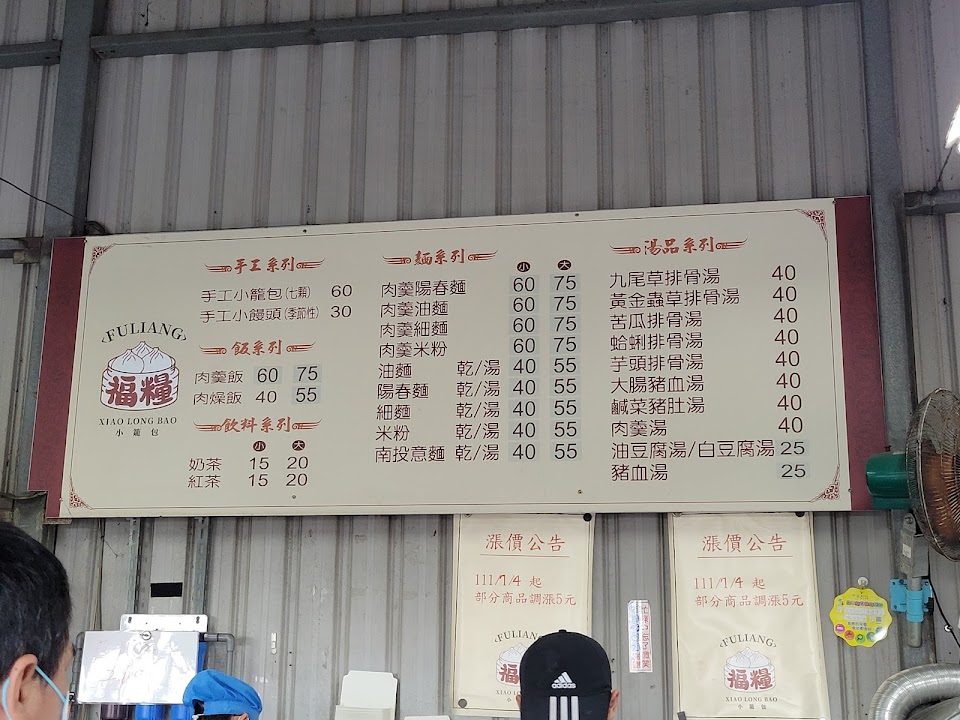 FULIANG
福糧
XIAO LONG BAO
小籠包
手工系列
手工小籠包(七顆) 60
手工小饅頭(季節性) 30
飯系列
肉羹飯 60 75
肉燥飯 40 55
飲料系列
小 大
奶茶 15 20
紅茶 15 20
麵系列
小 大
肉羹陽春麵 60 75
肉羹油麵 60 75
肉羹細麵 60 75
肉羹米粉 60 75
油麵 乾/湯 40 55
陽春麵 乾/湯 40 55
細麵 乾/湯 40 55
米粉 乾/湯 40 55
南投意麵 乾/湯 40 55
湯品系列
九尾草排骨湯 40
黃金蟲草排骨湯 40
苦瓜排骨湯 40
蛤蜊排骨湯 40
芋頭排骨湯 40
大腸豬血湯 40
鹹菜豬肚湯 40
肉羹湯 40
油豆腐湯/白豆腐湯 25
豬血湯 25
漲價公告
111/7/4 起
部分商品調漲5元
FULIANG
福
漲價公告
111/7/4 起
部分商品調漲5元
FULIANG
福糧
XIAO LONG BAO
小籠包
adidas